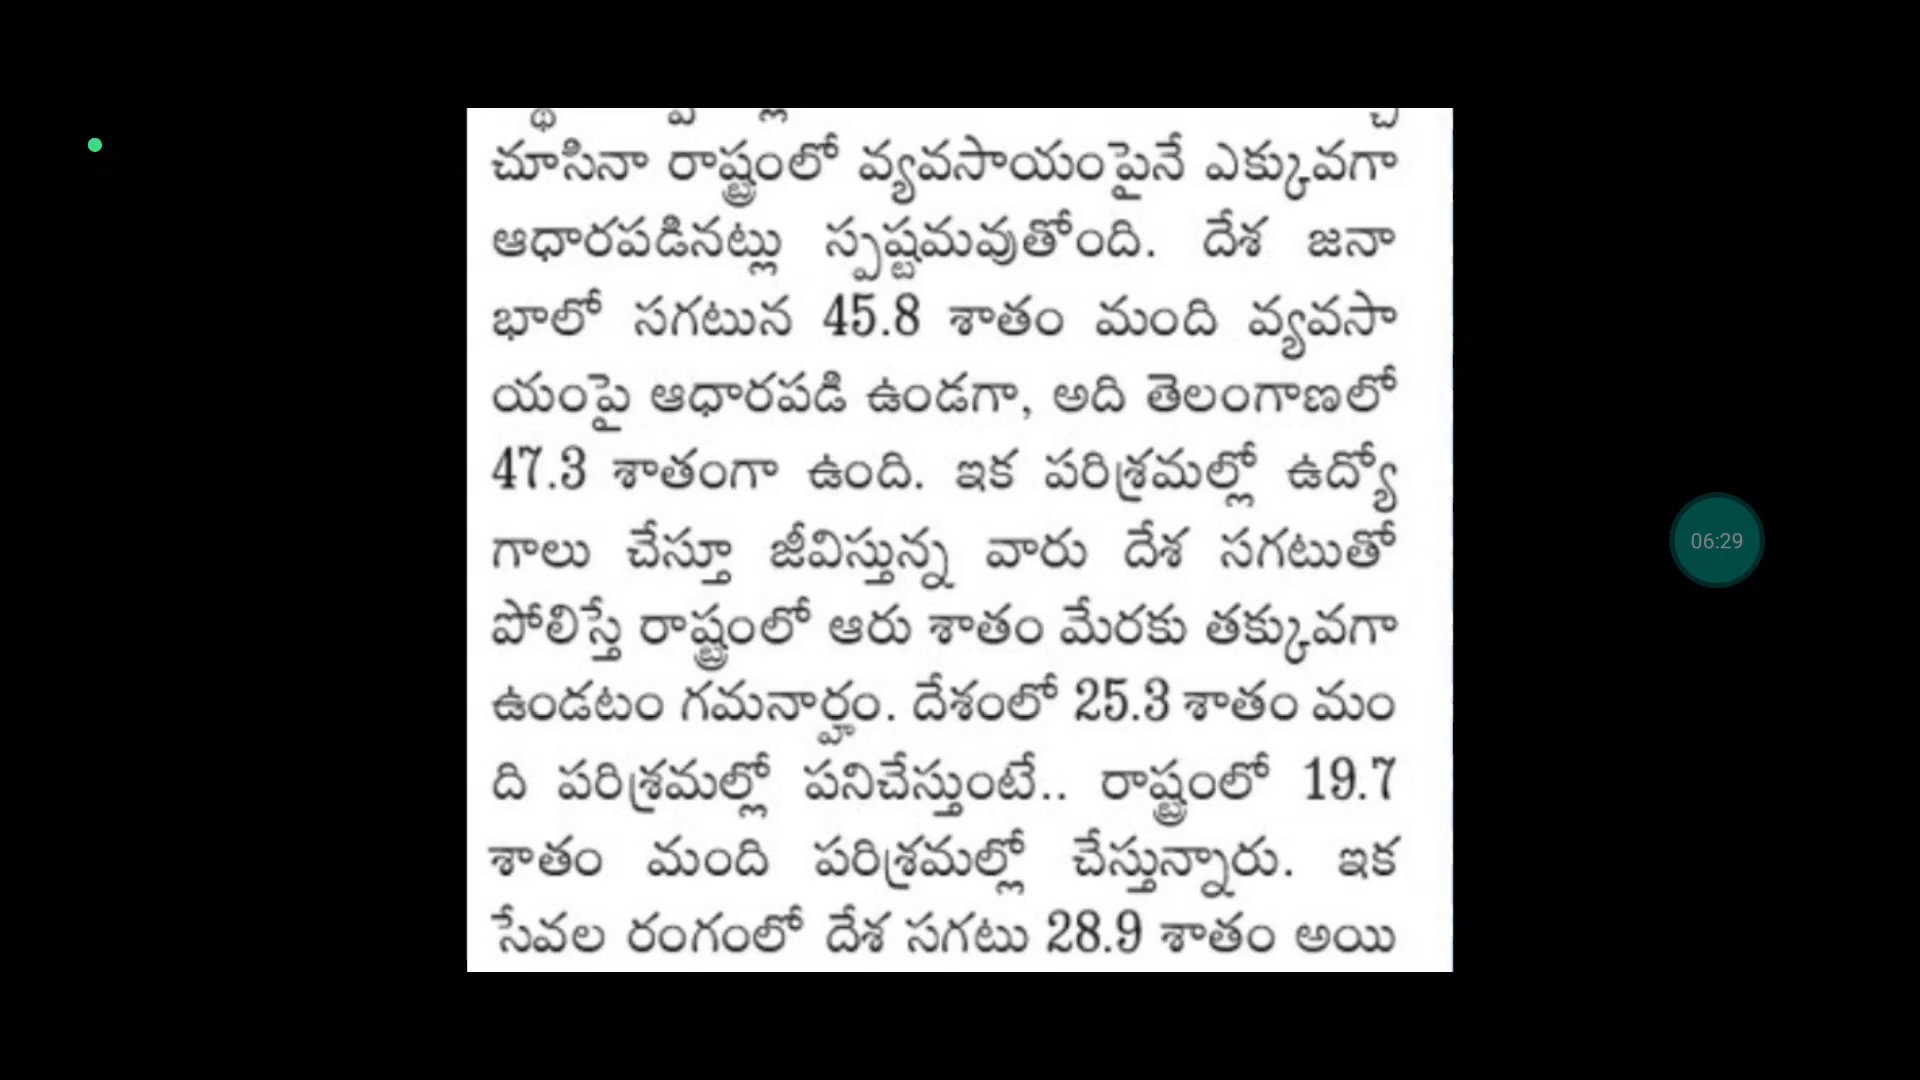 చూసినా రాష్ట్రంలో వ్యవసాయంపైనే ఎక్కువగా
ఆధారపడినట్లు స్పష్టమవుతోంది. దేశ జనా
భాలో సగటున 45.8 శాతం మంది వ్యవసా
యంపై ఆధారపడి ఉండగా, అది తెలంగాణలో
47.3 శాతంగా ఉంది. ఇక పరిశ్రమల్లో ఉద్యో
గాలు చేస్తూ జీవిస్తున్న వారు దేశ సగటుతో
పోలిస్తే రాష్ట్రంలో ఆరు శాతం మేరకు తక్కువగా
ఉండటం గమనార్హం. దేశంలో 25.3 శాతం మం
ది పరిశ్రమల్లో పనిచేస్తుంటే.. రాష్ట్రంలో 19.7
శాతం మంది పరిశ్రమల్లో చేస్తున్నారు. ఇక
సేవల రంగంలో దేశ సగటు 28.9 శాతం అయి
06:29